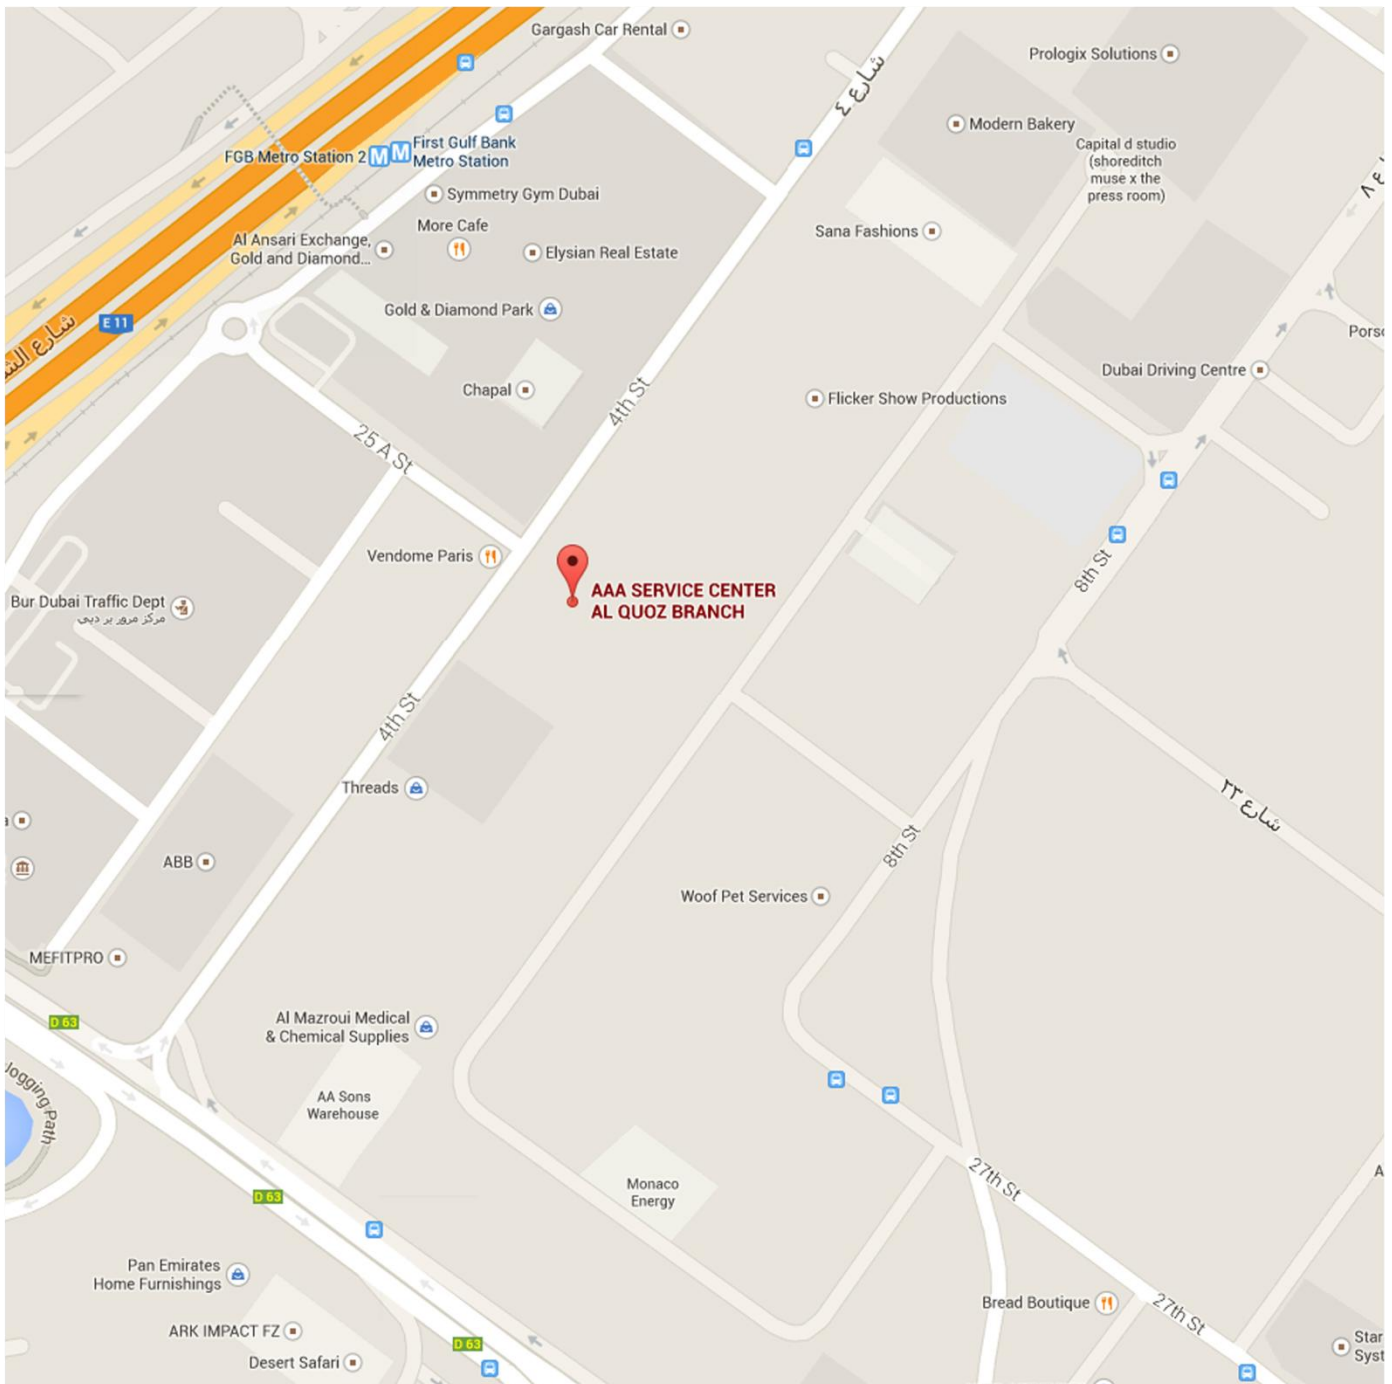 Gargash Car Rental
شارع ٤
Prologix Solutions
Modern Bakery
Capital d studio
(shoreditch
muse x the
press room)
First Gulf Bank
Metro Station
FGB Metro Station 2
Symmetry Gym Dubai
More Cafe
Al Ansari Exchange,
Gold and Diamond...
Elysian Real Estate
Sana Fashions
Gold & Diamond Park
E 11
Chapal
4th St
Flicker Show Productions
Dubai Driving Centre
25 A St
Vendome Paris
AAA SERVICE CENTER
AL QUOZ BRANCH
8th St
Bur Dubai Traffic Dept
مركز مرور بر دبي
4th St
Threads
شارع ٢٣
ABB
8th St
Woof Pet Services
MEFITPRO
D 63
Al Mazroui Medical
& Chemical Supplies
Jogging Path
AA Sons
Warehouse
Monaco
Energy
27th St
D 63
Pan Emirates
Home Furnishings
Bread Boutique
27th St
ARK IMPACT FZ
D 63
Desert Safari
Star